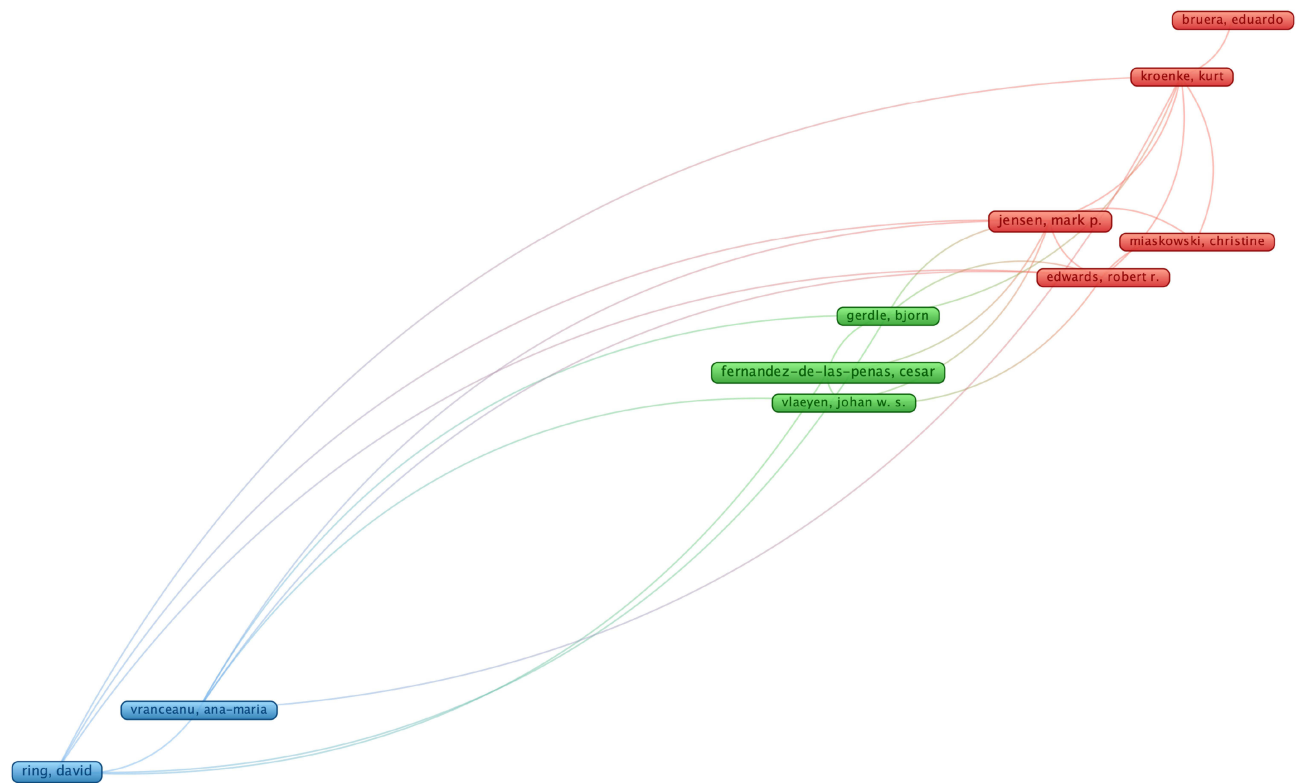 bruera, eduardo
kroenke, kurt
jensen, mark p.
miaskowski, christine
edwards, robert r.
gerdle, bjorn
fernandez-de-las-penas, cesar
vlaeyen, johan w. s.
vranceanu, ana-maria
ring, david